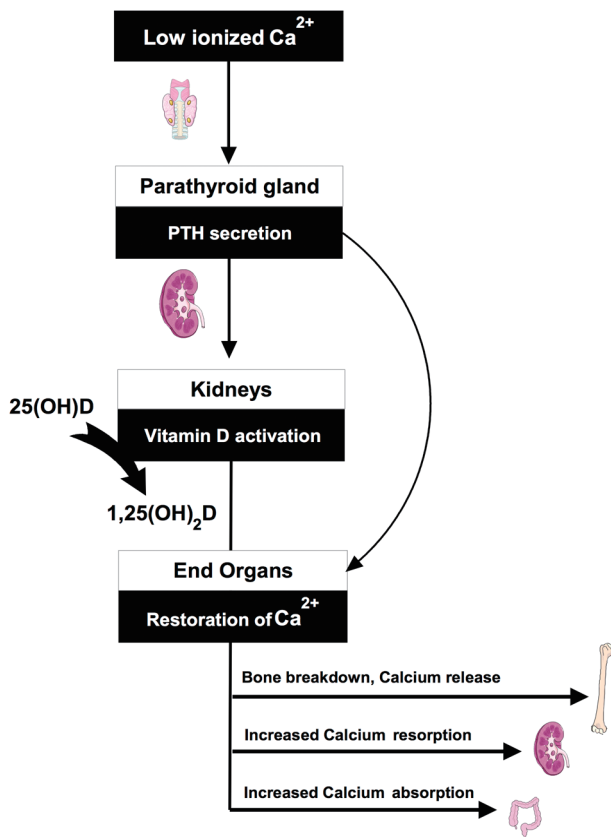 Low ionized Ca2+
Parathyroid gland
PTH secretion
Kidneys
25(OH)D
Vitamin D activation
1,25(OH)2D
End Organs
Restoration of Ca2+
Bone breakdown, Calcium release
Increased Calcium resorption
Increased Calcium absorption